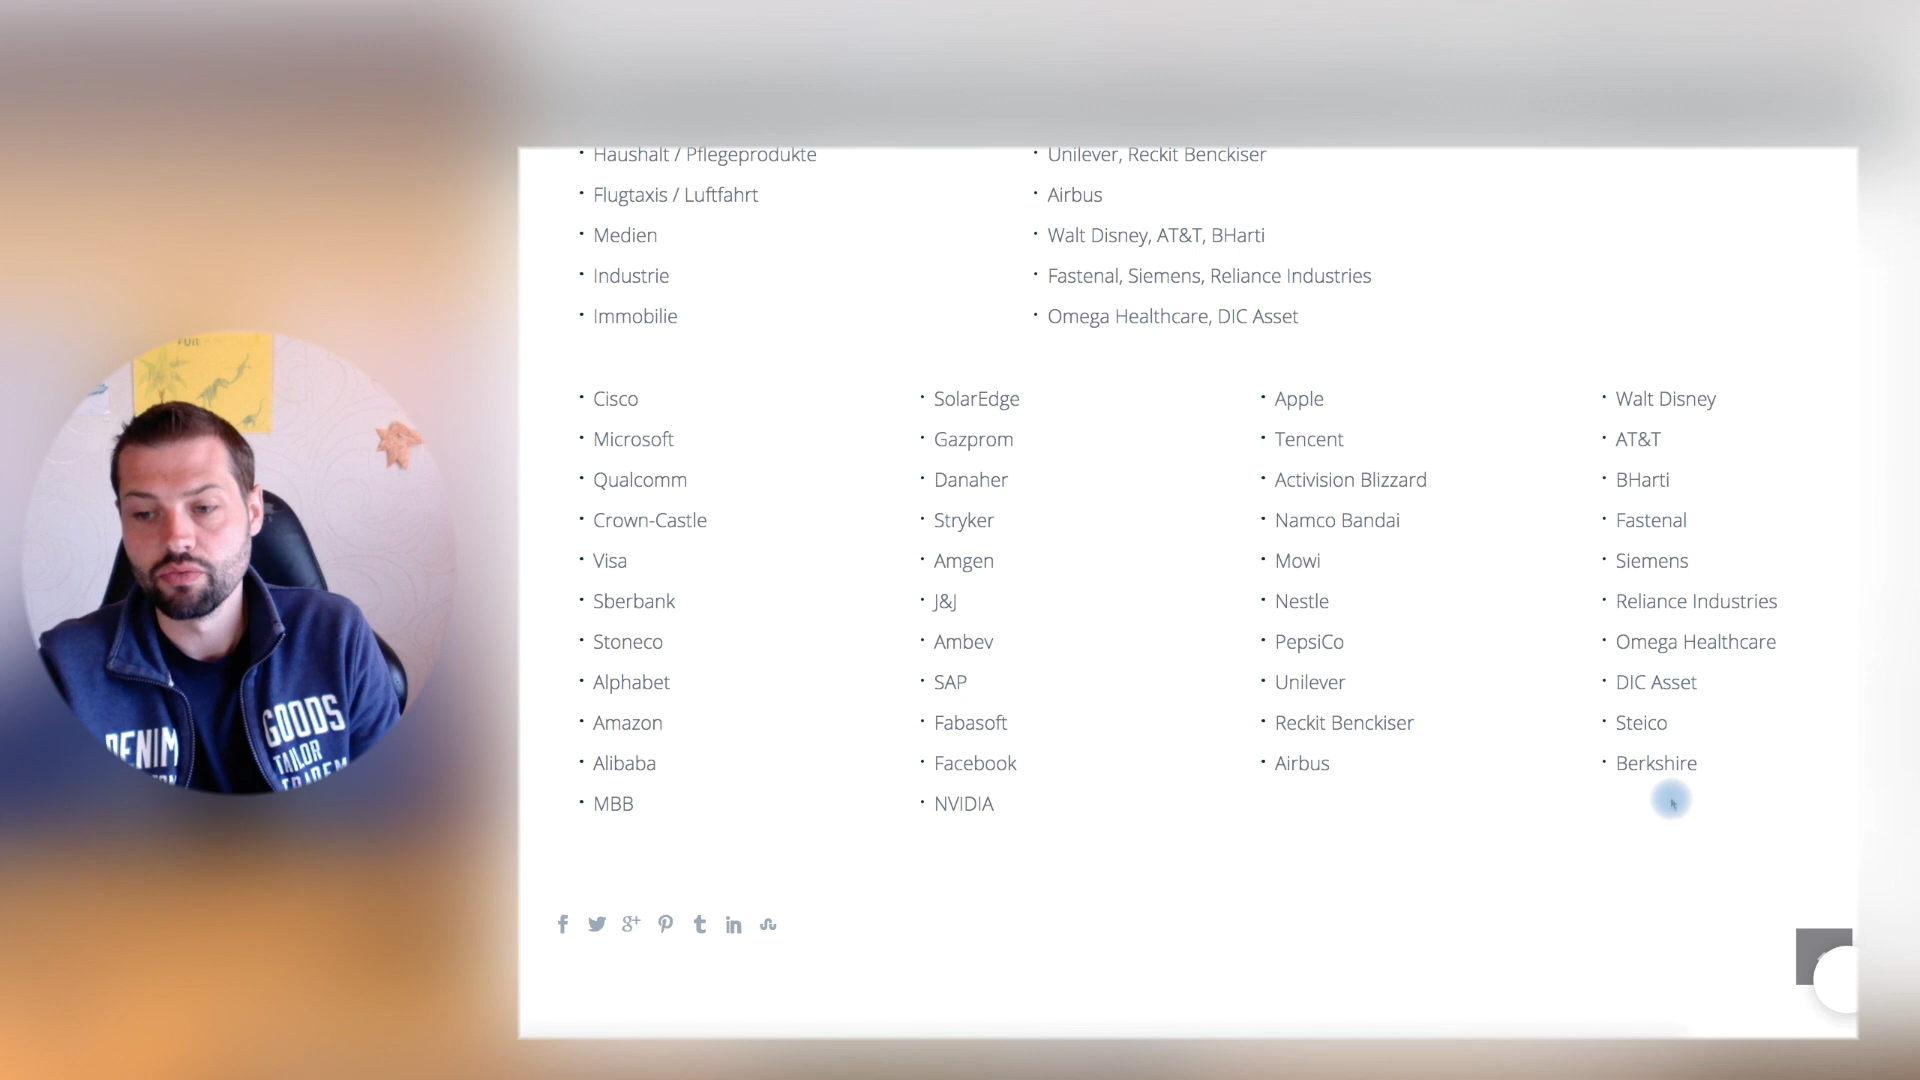 Haushalt / Pflegeprodukte
Unilever, Reckit Benckiser
Flugtaxis / Luftfahrt
Airbus
Medien
Walt Disney, AT&T, BHarti
Industrie
Fastenal, Siemens, Reliance Industries
Immobilie
Omega Healthcare, DIC Asset
Cisco
Microsoft
Qualcomm
Crown-Castle
Visa
Sberbank
Stoneco
Alphabet
Amazon
Alibaba
MBB
SolarEdge
Gazprom
Danaher
Stryker
Amgen
J&J
Ambev
SAP
Fabasoft
Facebook
NVIDIA
Apple
Tencent
Activision Blizzard
Namco Bandai
Mowi
Nestle
PepsiCo
Unilever
Reckit Benckiser
Airbus
Walt Disney
AT&T
BHarti
Fastenal
Siemens
Reliance Industries
Omega Healthcare
DIC Asset
Steico
Berkshire
DENIM
GOODS
TAILOR